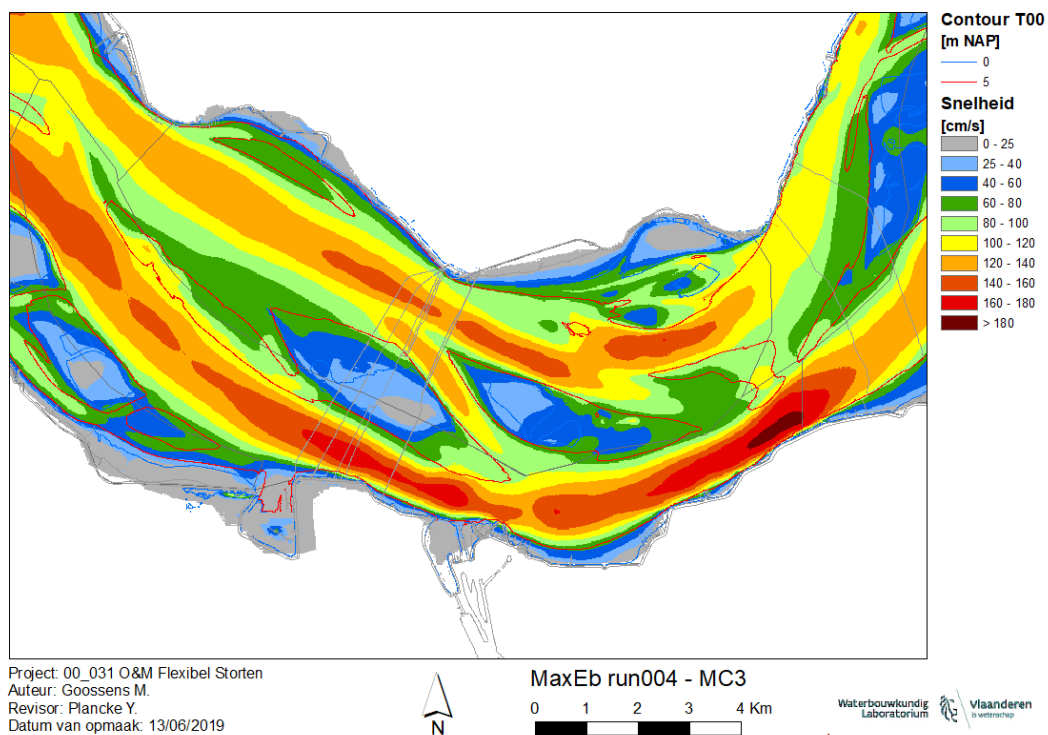 Contour T00
[m NAP]
0
5
Snelheid
[cm/s]
0 - 25
25 - 40
40 - 60
60 - 80
80 - 100
100 - 120
120 - 140
140 - 160
160 - 180
> 180
Project: 00_031 O&M Flexibel Storten
Auteur: Goossens M.
Revisor: Plancke Y.
Datum van opmaak: 13/06/2019
N
MaxEb run004 - MC3
0 1 2 3 4 Km
Waterbouwkundig
Laboratorium
Vlaanderen
is wetenschap